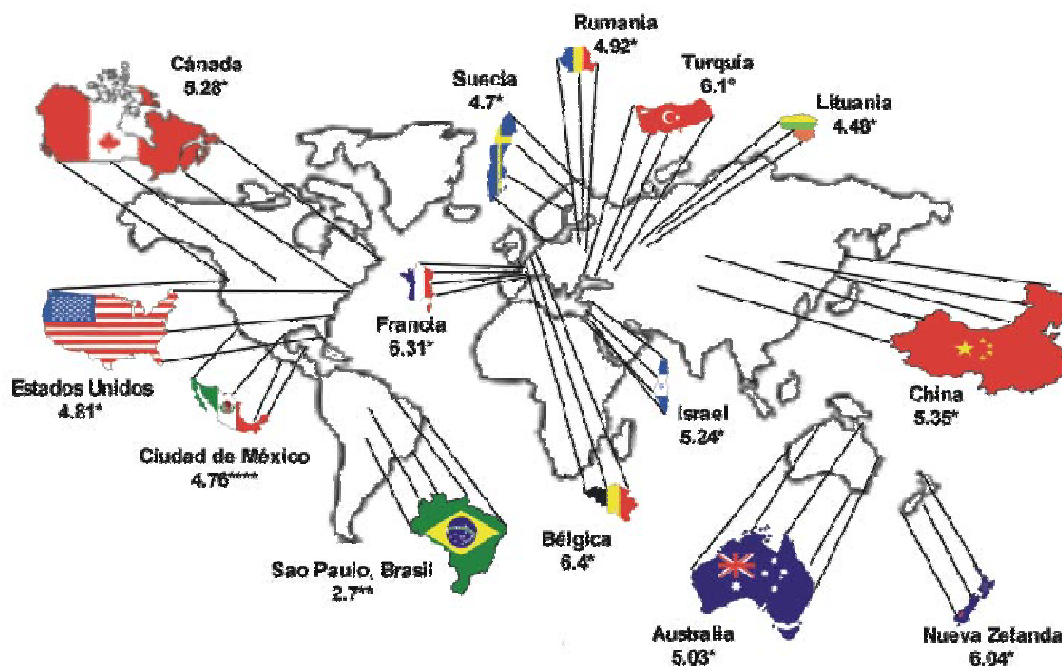 Rumania
4.92*
Cánada
5.28*
Suecia
4.7*
Turquía
6.1*
Lituania
4.48*
Francia
6.31*
Estados Unidos
4.81*
China
5.35*
Israel
5.24*
Ciudad de México
4.76****
Bélgica
6.4*
Sao Paulo, Brasil
2.7**
Australia
5.03*
Nueva Zelanda
6.04*